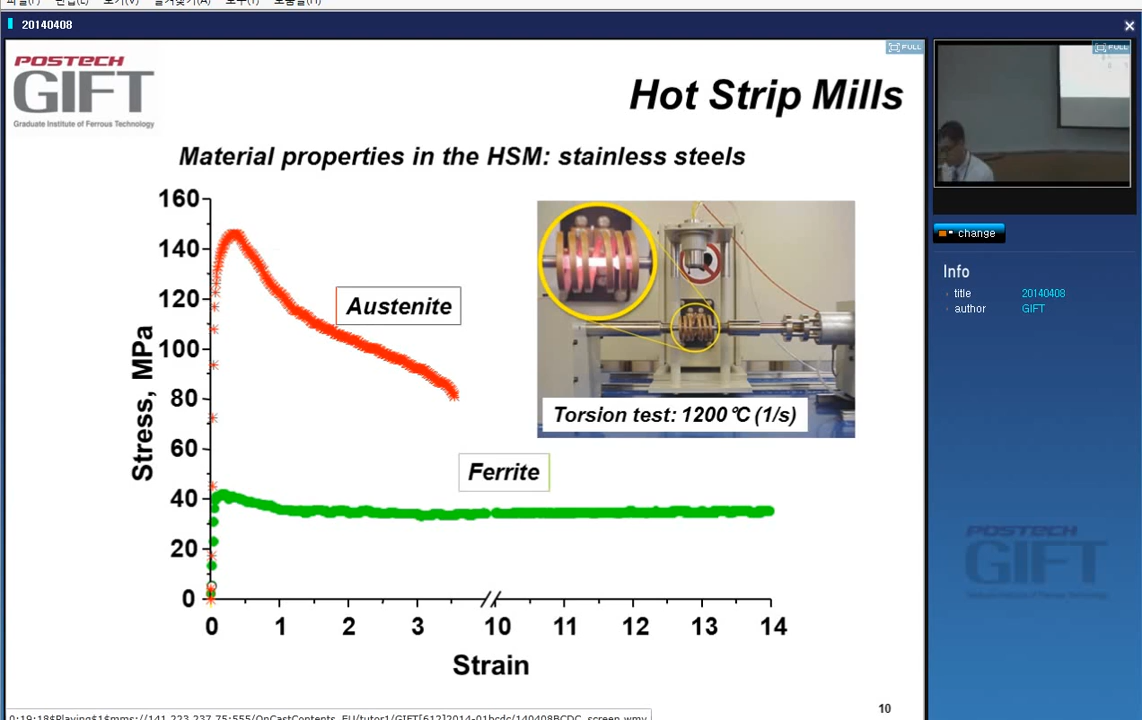 20140408
POSTECH
GIFT
Graduate Institute of Ferrous Technology
FULL
Hot Strip Mills
Material properties in the HSM: stainless steels
160
140
120
100
80
60
40
20
0
Stress, MPa
Austenite
Ferrite
Torsion test: 1200°C (1/s)
0 1 2 3 10 11 12 13 14
Strain
10
FULL
change
Info
title 20140408
author GIFT
POSTECH
GIFT